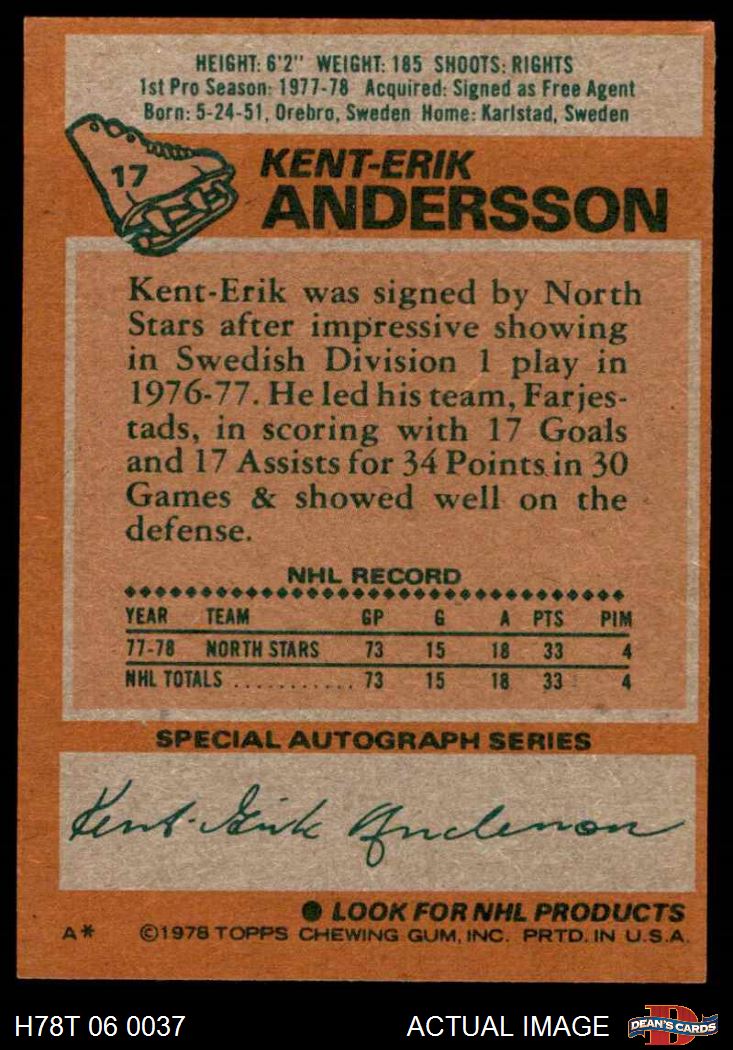 HEIGHT: 6'2" WEIGHT: 185 SHOOTS: RIGHTS
1st Pro Season: 1977-78 Acquired: Signed as Free Agent
Born: 5-24-51, Orebro, Sweden Home: Karlstad, Sweden
17
KENT-ERIK
ANDERSSON
Kent-Erik was signed by North
Stars after impressive showing
in Swedish Division 1 play in
1976-77. He led his team, Farjes-
tads, in scoring with 17 Goals
and 17 Assists for 34 Points in 30
Games & showed well on the
defense.
NHL RECORD
YEAR TEAM GP G A PTS PIM
77-78 NORTH STARS 73 15 18 33 4
NHL TOTALS ............ 73 15 18 33 4
SPECIAL AUTOGRAPH SERIES
Kent-Erik Andersson
● LOOK FOR NHL PRODUCTS
A* ©1978 TOPPS CHEWING GUM, INC. PRTD. IN U.S.A.
H78T 06 0037 ACTUAL IMAGE D DEAN'S CARDS